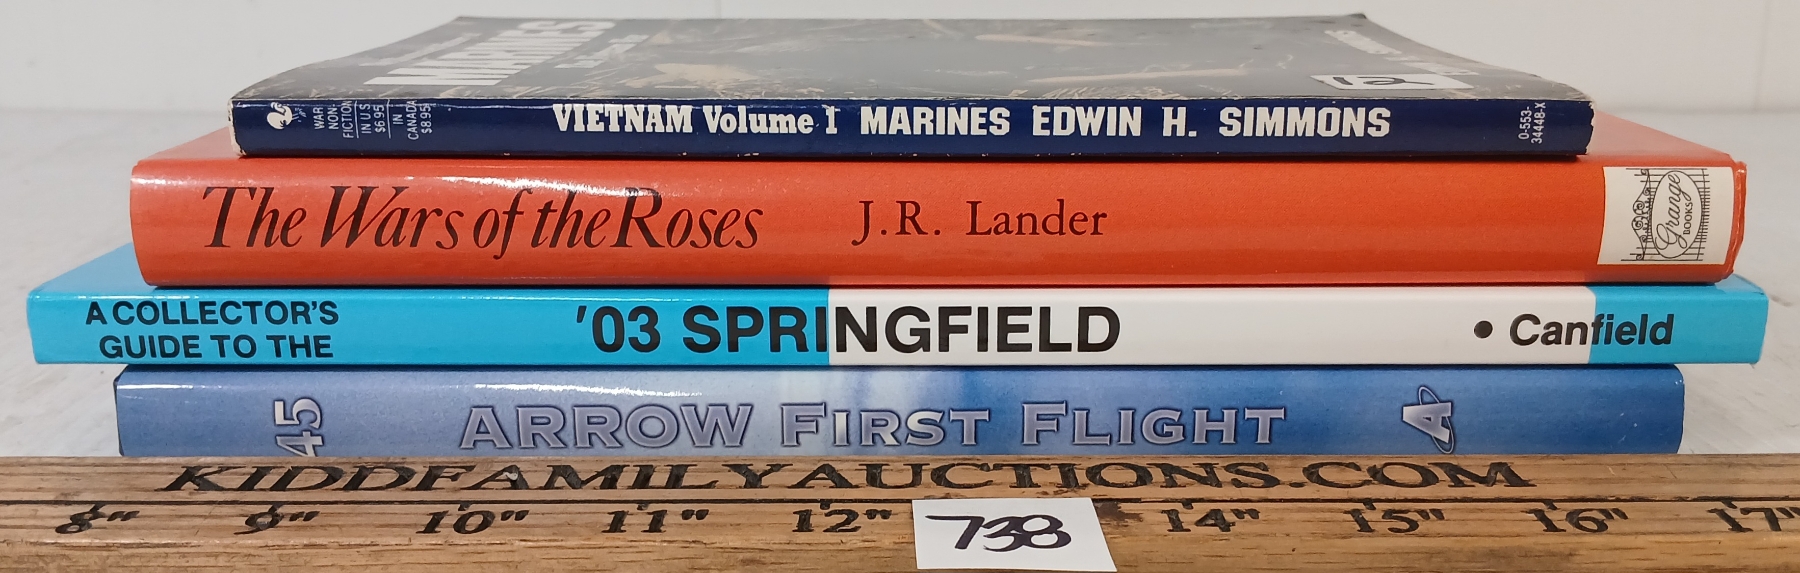 MARINES
WAR
NON-
FICTION
IN U.S.
$6.95
IN
CANADA
$8.95
VIETNAM Volume 1 MARINES EDWIN H. SIMMONS
0-553-
34448-X
The Wars of the Roses J.R. Lander
Grange
BOOKS
A COLLECTOR'S
GUIDE TO THE
'03 SPRINGFIELD • Canfield
45 ARROW FIRST FLIGHT A
KIDDFAMILYAUCTIONS.COM
8" 9" 10" 11" 12" 14" 15" 16" 17"
738